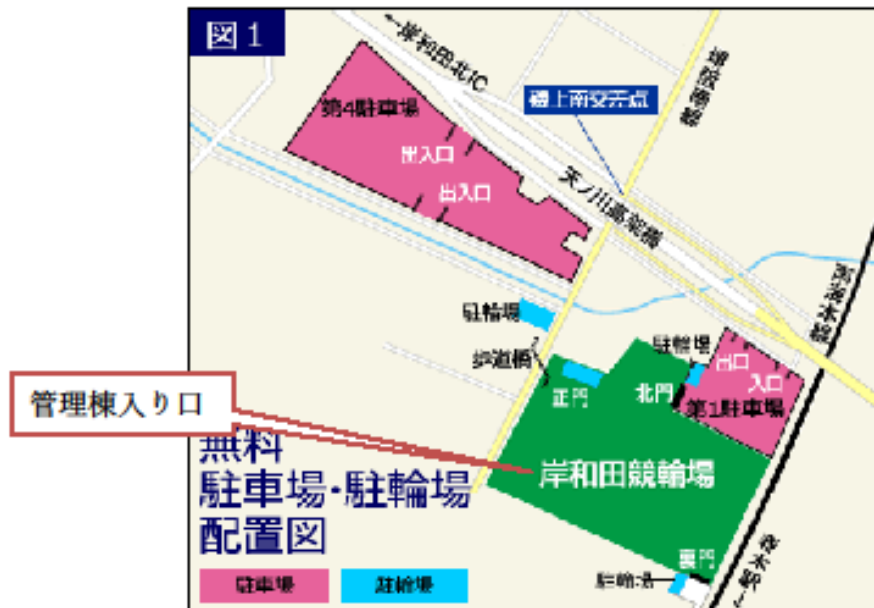 図1
←岸和田北IC
第4駐車場
磯上南交差点
出入口
出入口
天ノ川高架橋
南海本線
駐輪場
歩道橋
駐輪場
出口
入口
正門
北門
第1駐車場
管理棟入り口
無料
駐車場・駐輪場
配置図
岸和田競輪場
裏門
駐輪場
春木駅
駐車場
駐輪場